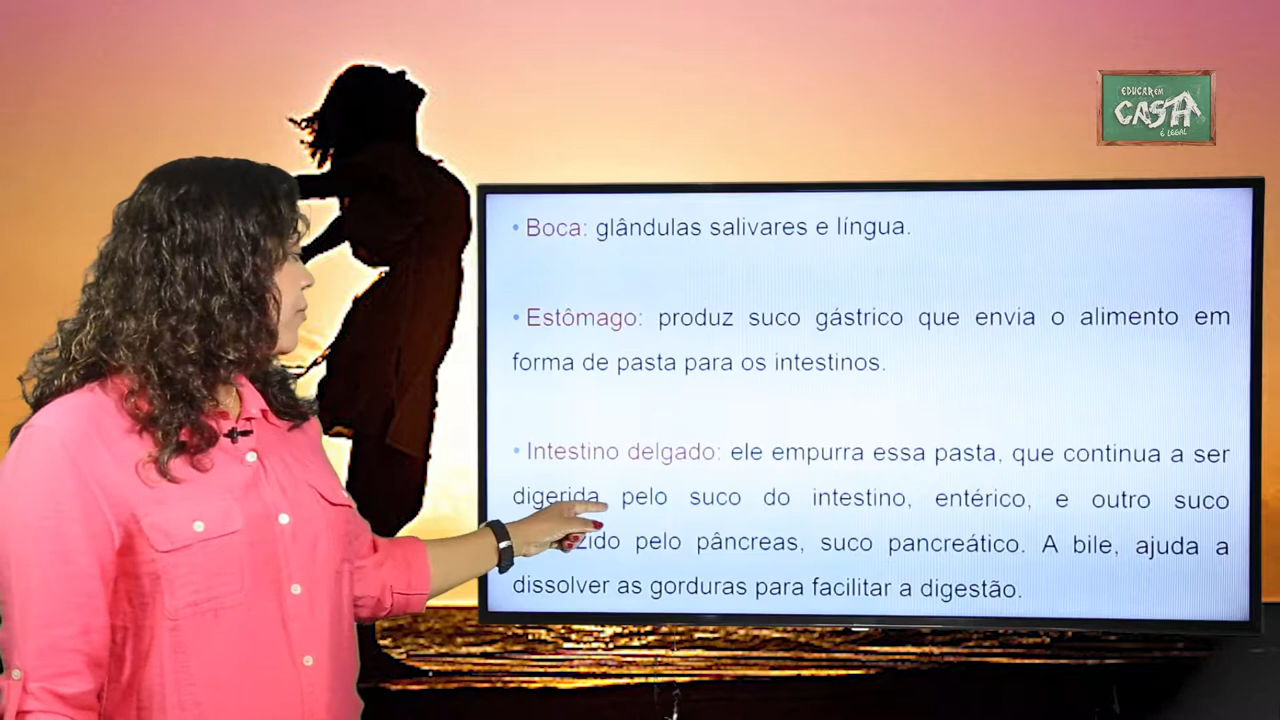 EDUCAR EM
CASA
É LEGAL
• Boca: glândulas salivares e língua.
• Estômago: produz suco gástrico que envia o alimento em
forma de pasta para os intestinos.
• Intestino delgado: ele empurra essa pasta, que continua a ser
digerida pelo suco do intestino, entérico, e outro suco
pelo pâncreas, suco pancreático. A bile, ajuda a
dissolver as gorduras para facilitar a digestão.